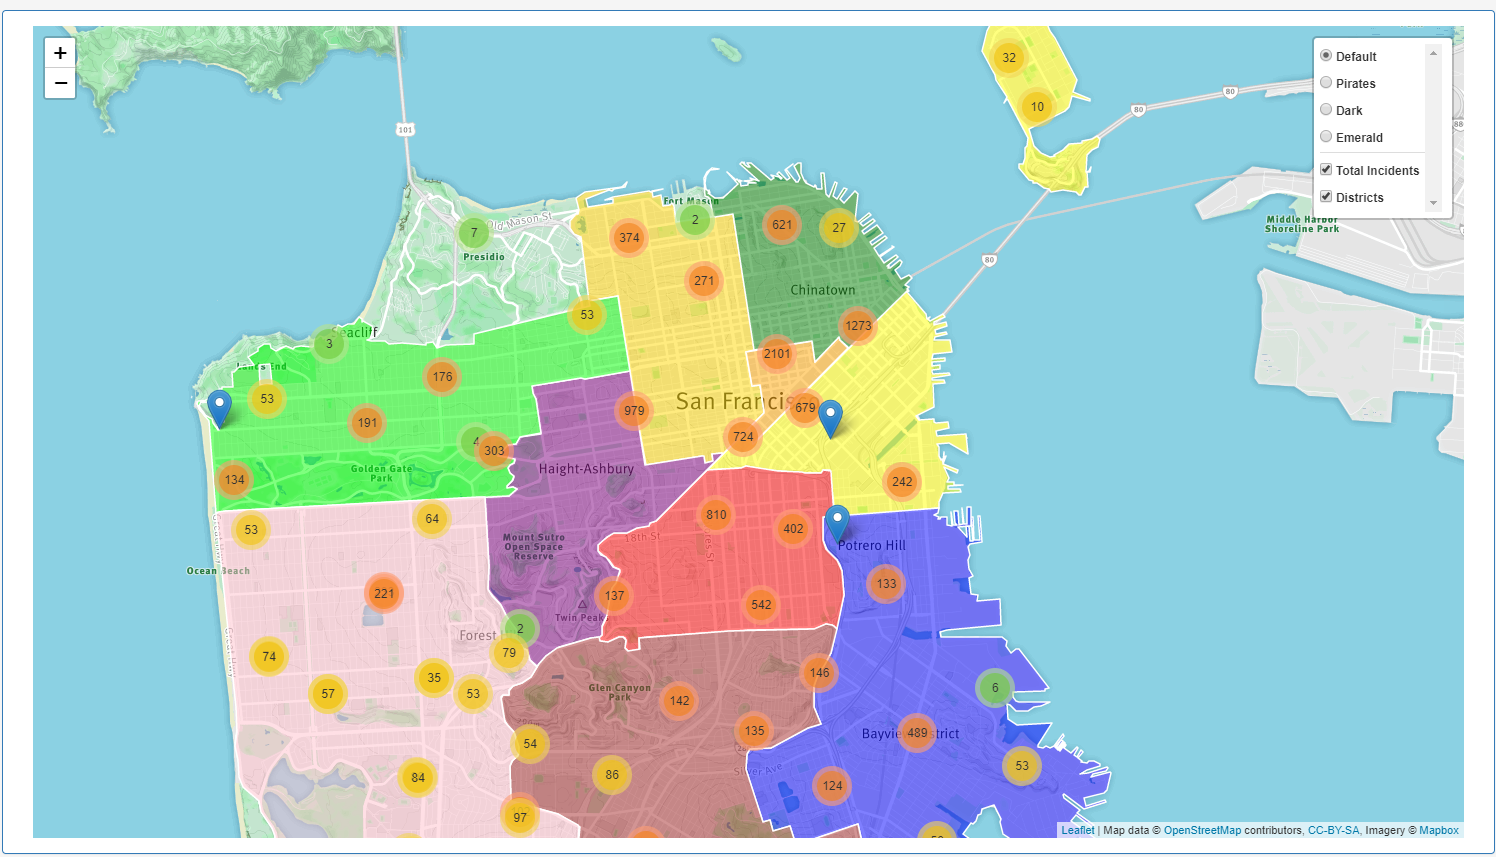 +
−
101
32
10
80
80
80
Default
Pirates
Dark
Emerald
Total Incidents
Districts
Middle Harbor
Shoreline Park
Fort Mason
Old Mason St
7
Presidio
374
2
621
27
271
Chinatown
53
1273
Seacliff
3
Lands End
176
2101
53
191
979
San Francisc
679
724
4
303
Haight-Ashbury
Golden Gate
Park
134
242
53
64
810
402
Mount Sutro
Open Space
Reserve
18th St
Potrero Hill
Ocean Beach
221
133
137
542
Twin Peaks
2
Forest
79
74
Great Hwy
35
57
53
146
Glen Canyon
Park
142
6
135
Bayview District
489
54
53
Silver Ave
86
84
124
97
Leaflet | Map data © OpenStreetMap contributors, CC-BY-SA, Imagery © Mapbox